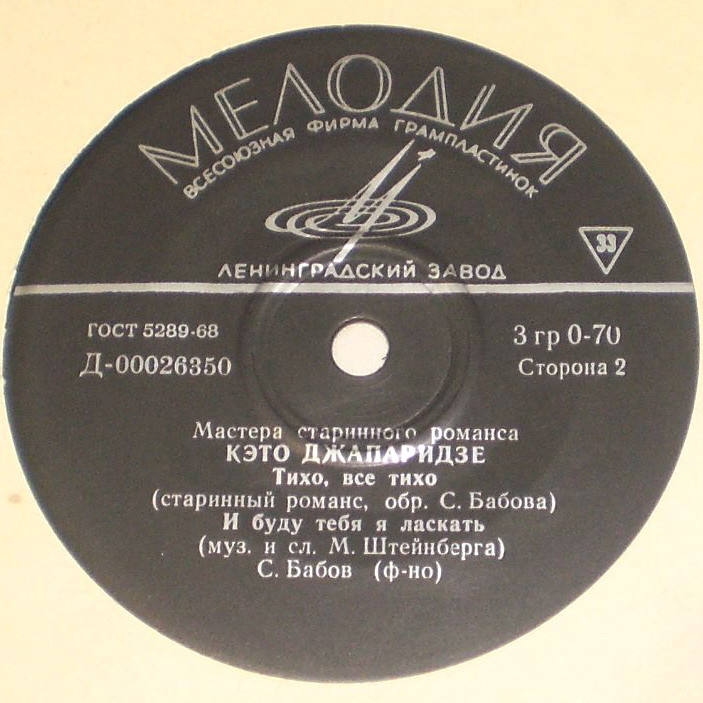 МЕЛОДИЯ
ВСЕСОЮЗНАЯ ФИРМА ГРАМПЛАСТИНОК
ЛЕНИНГРАДСКИЙ ЗАВОД
33
ГОСТ 5289-68
Д-00026350
3 гр 0-70
Сторона 2
Мастера старинного романса
КЭТО ДЖАПАРИДЗЕ
Тихо, все тихо
(старинный романс, обр. С. Бабова)
И буду тебя я ласкать
(муз. и сл. М. Штейнберга)
С. Бабов (ф-но)